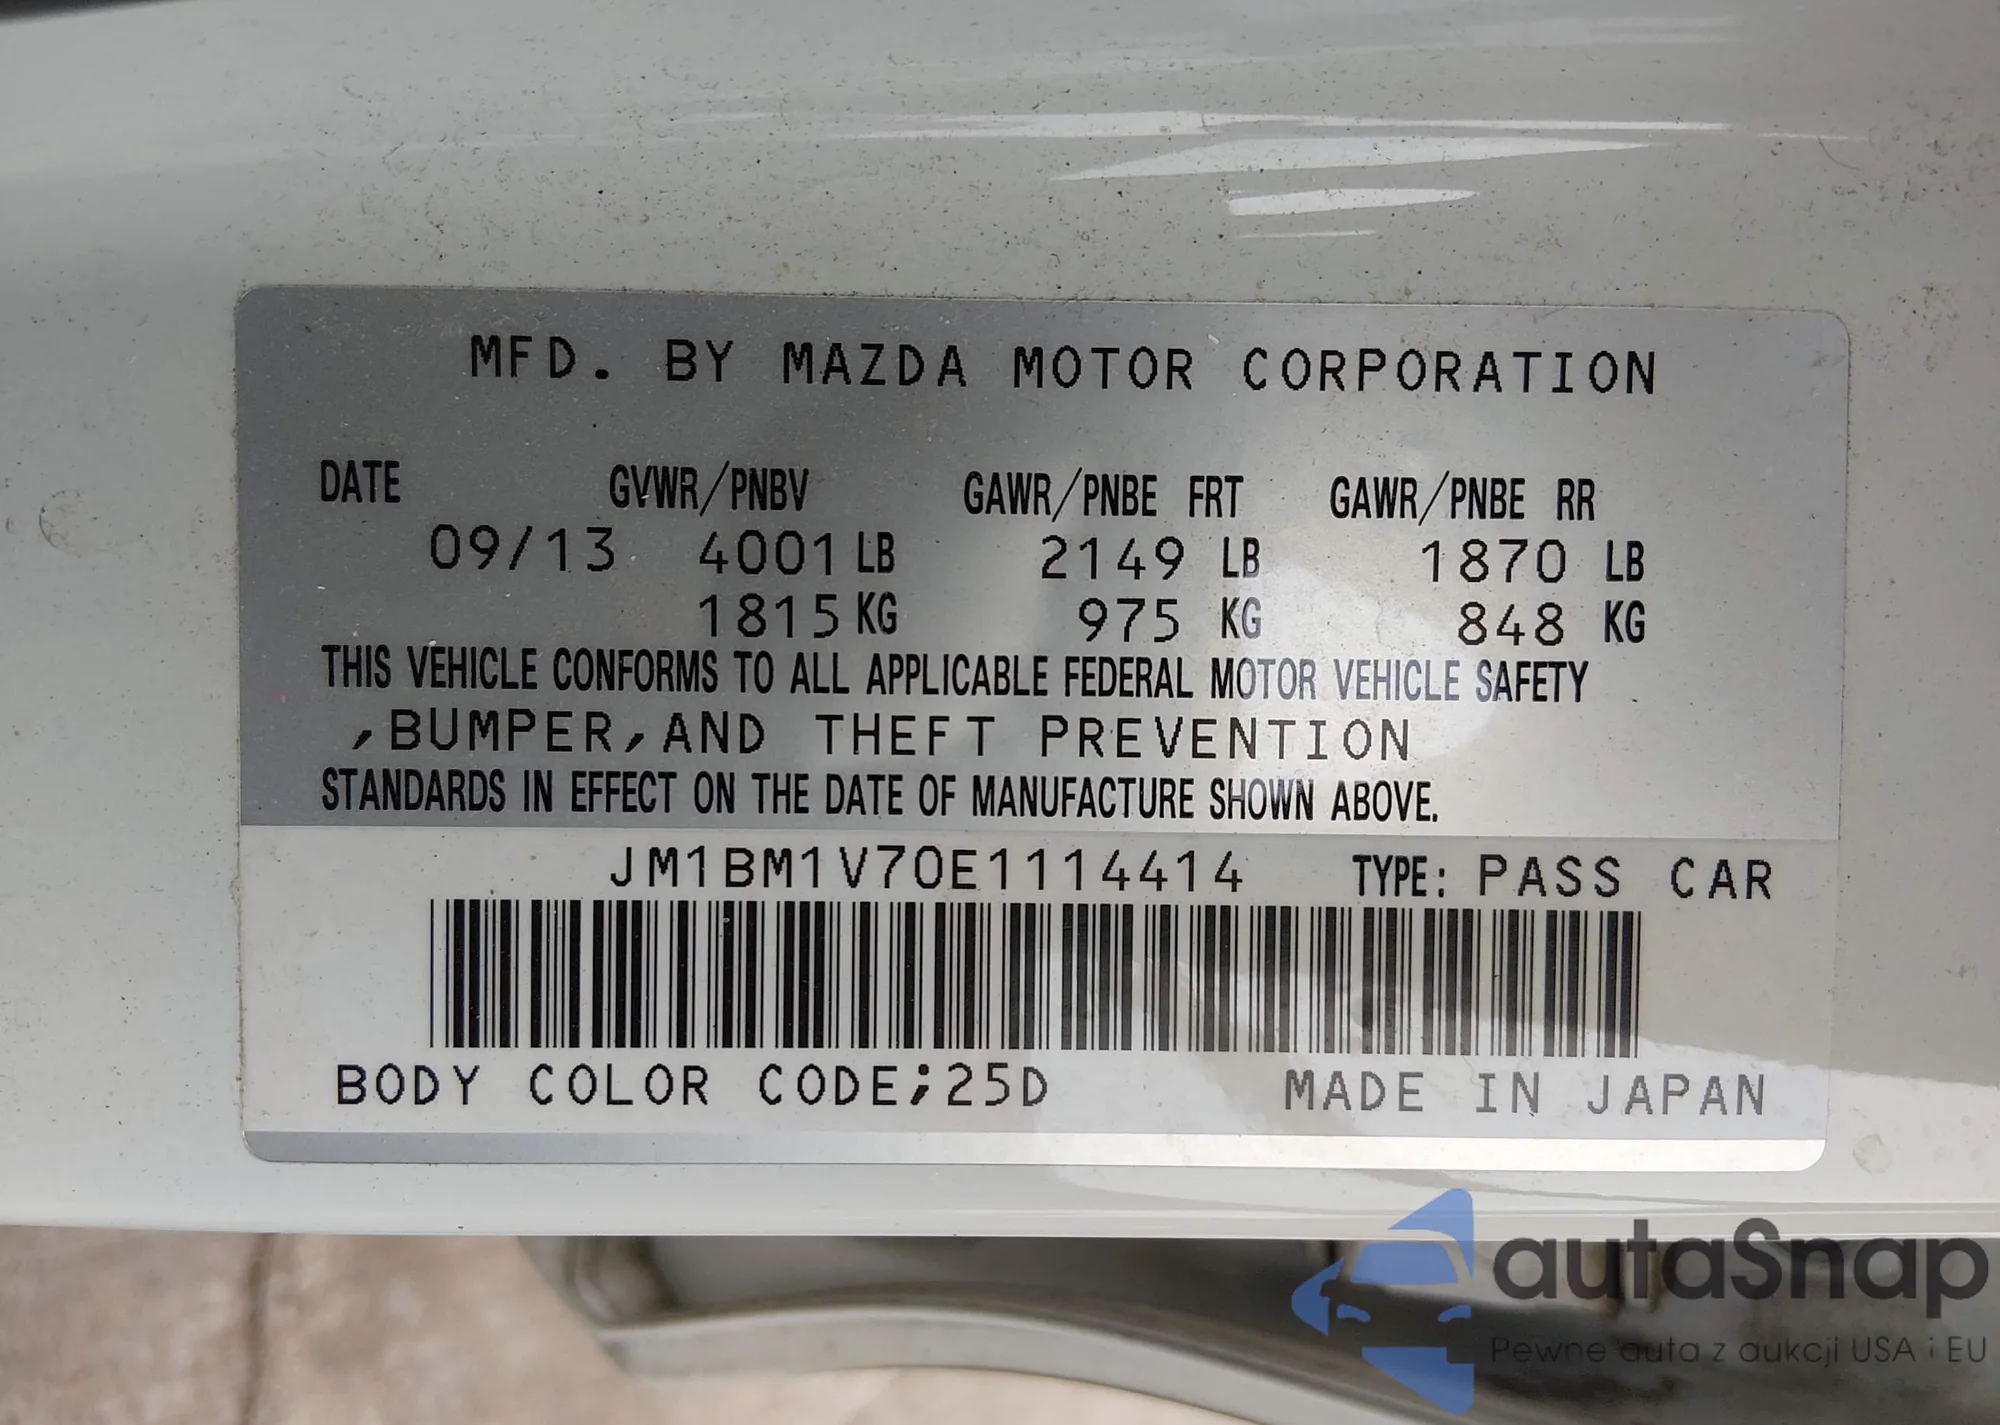 MFD. BY MAZDA MOTOR CORPORATION
DATE GVWR/PNBV GAWR/PNBE FRT GAWR/PNBE RR
09/13 4001 LB 2149 LB 1870 LB
1815 KG 975 KG 848 KG
THIS VEHICLE CONFORMS TO ALL APPLICABLE FEDERAL MOTOR VEHICLE SAFETY
,BUMPER,AND THEFT PREVENTION
STANDARDS IN EFFECT ON THE DATE OF MANUFACTURE SHOWN ABOVE.
JM1BM1V70E1114414 TYPE: PASS CAR
BODY COLOR CODE;25D MADE IN JAPAN
autaSnap
Pewne auta z aukcji USA i EU